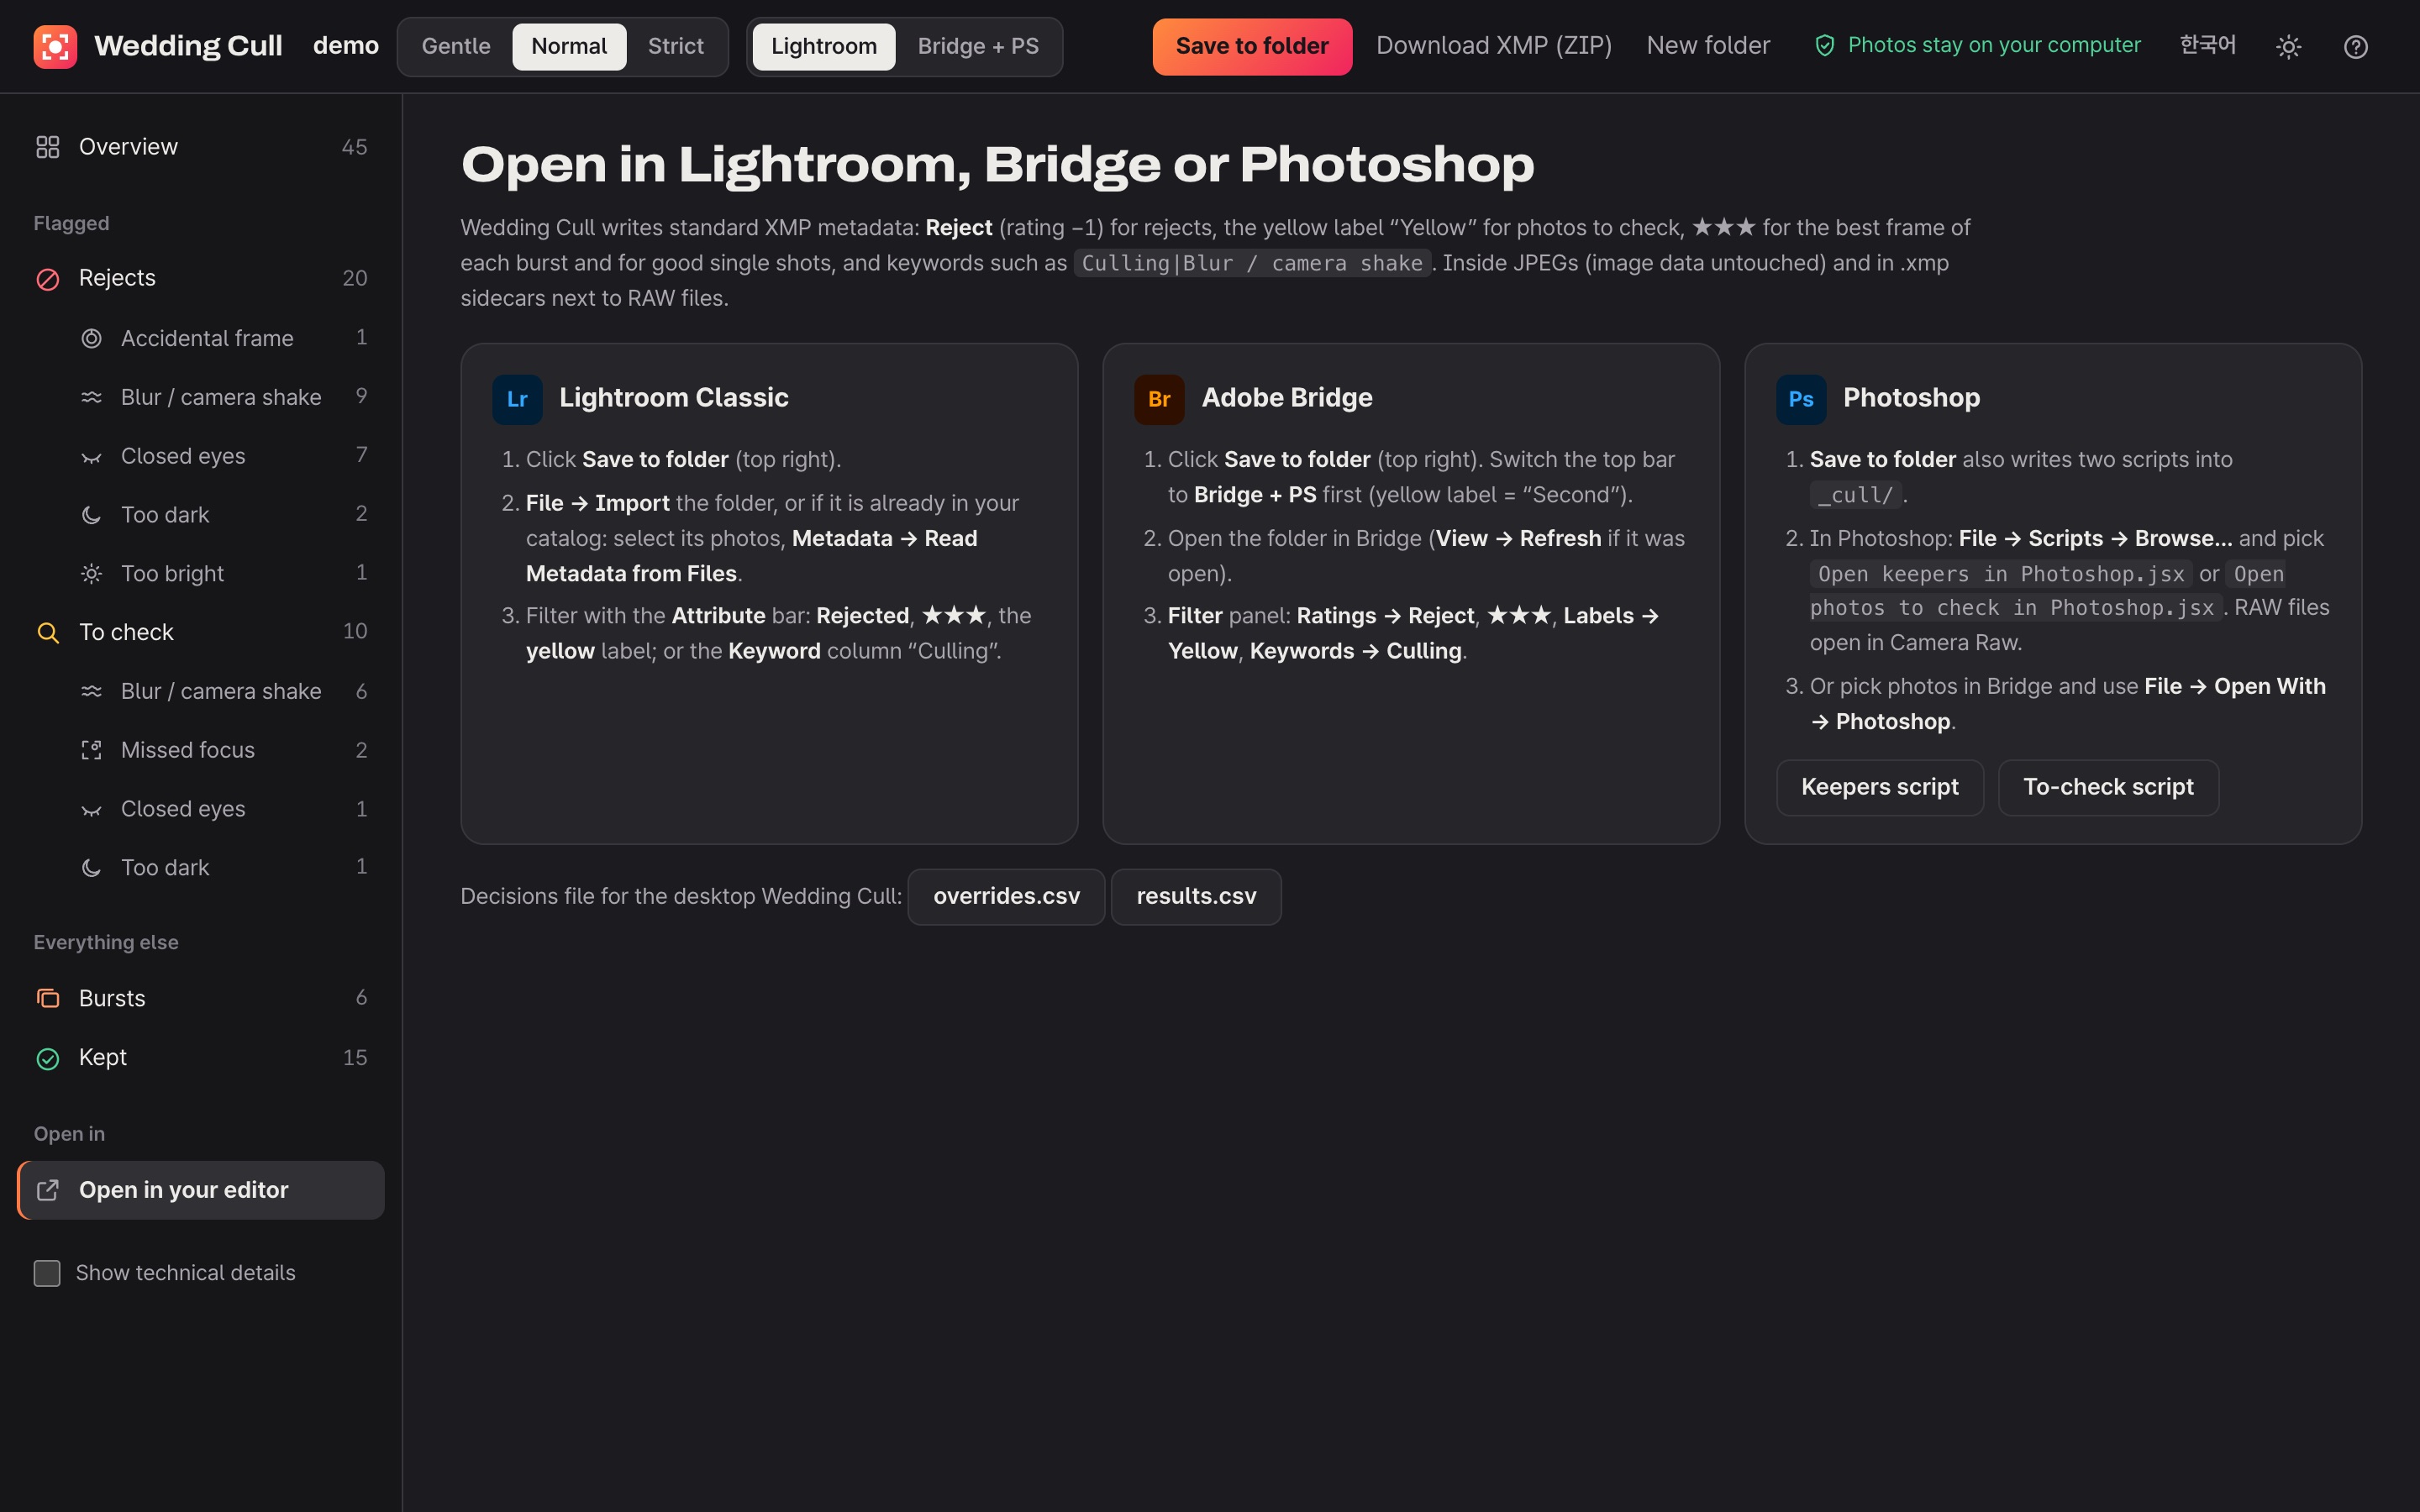 Wedding Cull demo Gentle Normal Strict Lightroom Bridge + PS Save to folder Download XMP (ZIP) New folder Photos stay on your computer 한국어
Overview 45
Flagged
Rejects 20
Accidental frame 1
Blur / camera shake 9
Closed eyes 7
Too dark 2
Too bright 1
To check 10
Blur / camera shake 6
Missed focus 2
Closed eyes 1
Too dark 1
Everything else
Bursts 6
Kept 15
Open in
Open in your editor
Show technical details
Open in Lightroom, Bridge or Photoshop
Wedding Cull writes standard XMP metadata: Reject (rating −1) for rejects, the yellow label “Yellow” for photos to check, ★★★ for the best frame of
each burst and for good single shots, and keywords such as Culling|Blur / camera shake. Inside JPEGs (image data untouched) and in .xmp
sidecars next to RAW files.
Lr Lightroom Classic
1. Click Save to folder (top right).
2. File → Import the folder, or if it is already in your
catalog: select its photos, Metadata → Read
Metadata from Files.
3. Filter with the Attribute bar: Rejected, ★★★, the
yellow label; or the Keyword column “Culling”.
Br Adobe Bridge
1. Click Save to folder (top right). Switch the top bar
to Bridge + PS first (yellow label = “Second”).
2. Open the folder in Bridge (View → Refresh if it was
open).
3. Filter panel: Ratings → Reject, ★★★, Labels →
Yellow, Keywords → Culling.
Ps Photoshop
1. Save to folder also writes two scripts into
_cull/.
2. In Photoshop: File → Scripts → Browse… and pick
Open keepers in Photoshop.jsx or Open
photos to check in Photoshop.jsx. RAW files
open in Camera Raw.
3. Or pick photos in Bridge and use File → Open With
→ Photoshop.
Keepers script To-check script
Decisions file for the desktop Wedding Cull: overrides.csv results.csv